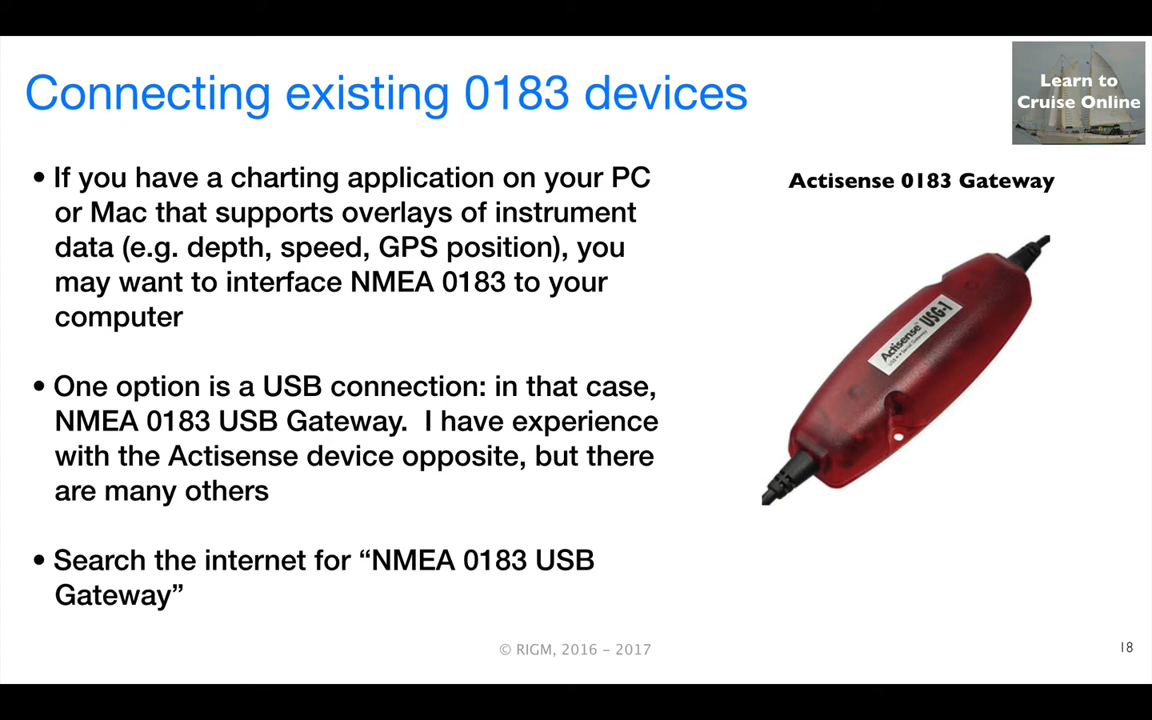 Connecting existing 0183 devices
Learn to
Cruise Online
• If you have a charting application on your PC
or Mac that supports overlays of instrument
data (e.g. depth, speed, GPS position), you
may want to interface NMEA 0183 to your
computer
• One option is a USB connection: in that case,
NMEA 0183 USB Gateway.  I have experience
with the Actisense device opposite, but there
are many others
• Search the internet for “NMEA 0183 USB
Gateway”
Actisense 0183 Gateway
Actisense USG-1
© RIGM, 2016 – 2017
18